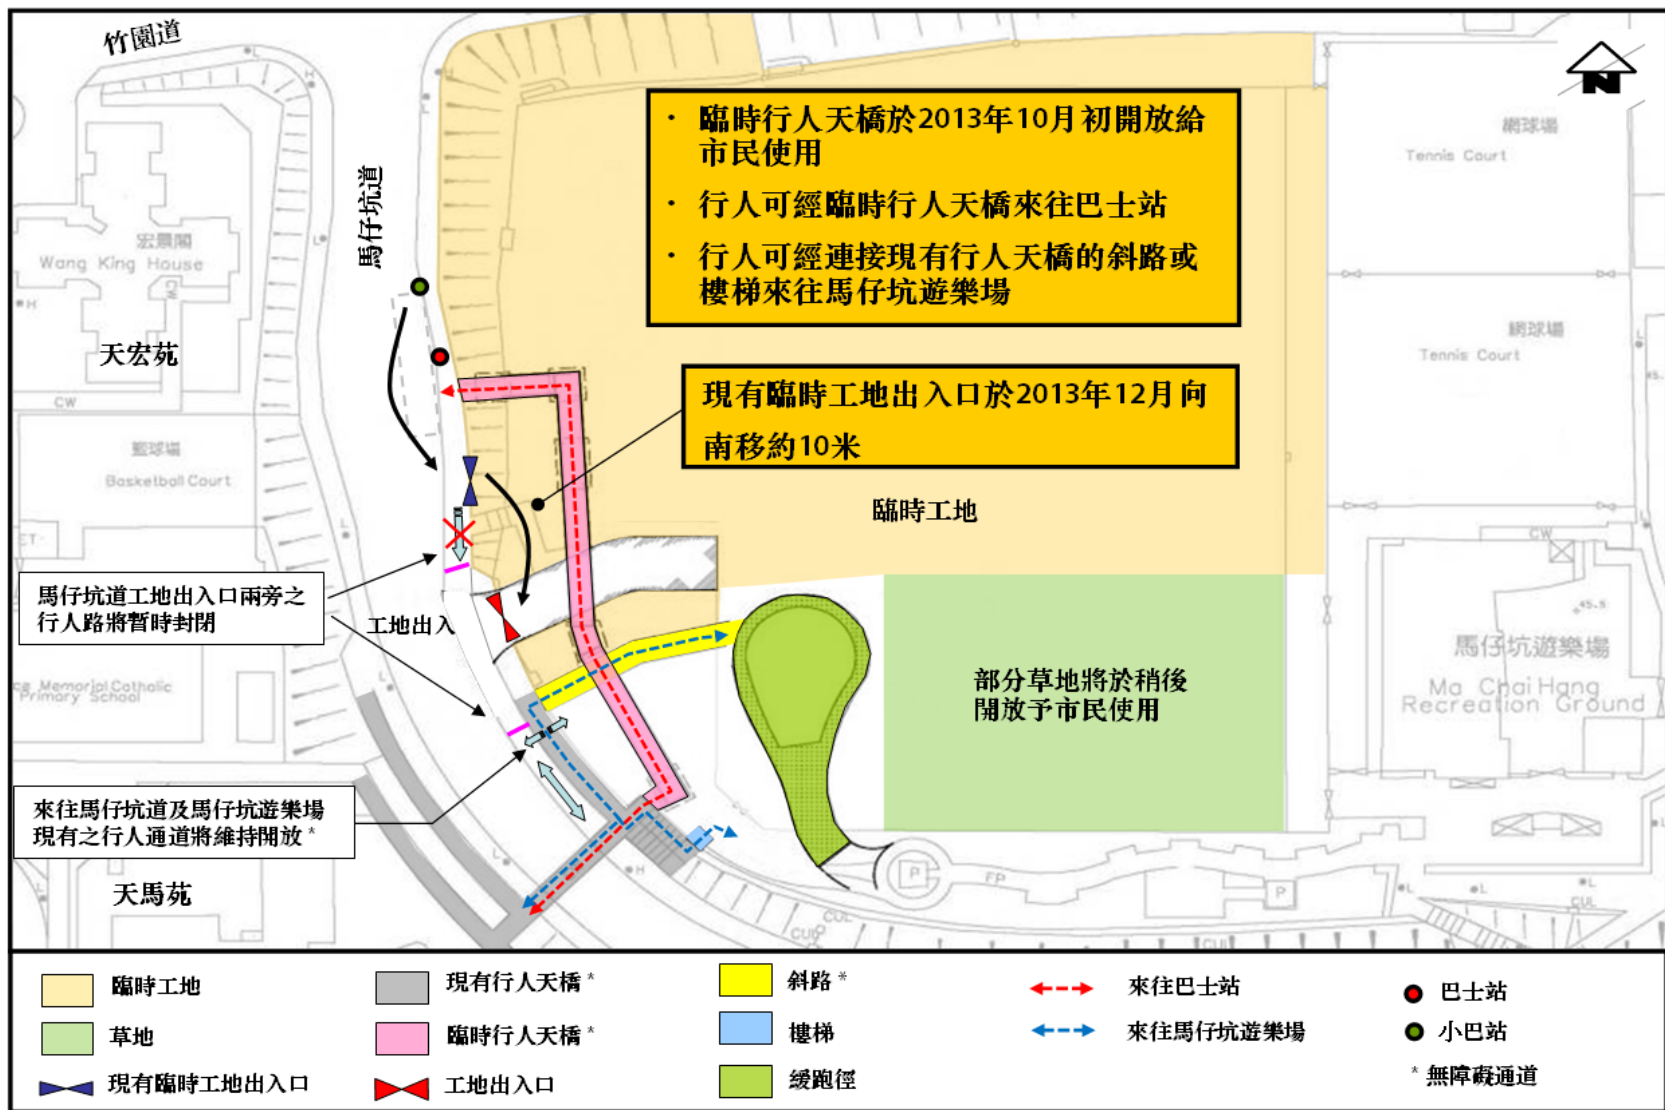 竹園道
N
馬仔坑道
· 臨時行人天橋於2013年10月初開放給
市民使用
· 行人可經臨時行人天橋來往巴士站
· 行人可經連接現有行人天橋的斜路或
樓梯來往馬仔坑遊樂場
網球場
Tennis Court
宏景閣
Wang King House
CW
天宏苑
CW
網球場
Tennis Court
現有臨時工地出入口於2013年12月向
南移約10米
籃球場
Basketball Court
臨時工地
CW
馬仔坑道工地出入口兩旁之
行人路將暫時封閉
工地出入
45.5
馬仔坑遊樂場
Ma Chai Hang
Recreation Ground
Memorial Catholic
Primary School
部分草地將於稍後
開放予市民使用
來往馬仔坑道及馬仔坑遊樂場
現有之行人通道將維持開放 *
天馬苑
P
FP
P
CUL
CUL
CUL
CUL
臨時工地
現有行人天橋 *
斜路 *
來往巴士站
巴士站
草地
臨時行人天橋 *
樓梯
來往馬仔坑遊樂場
小巴站
現有臨時工地出入口
工地出入口
緩跑徑
* 無障礙通道